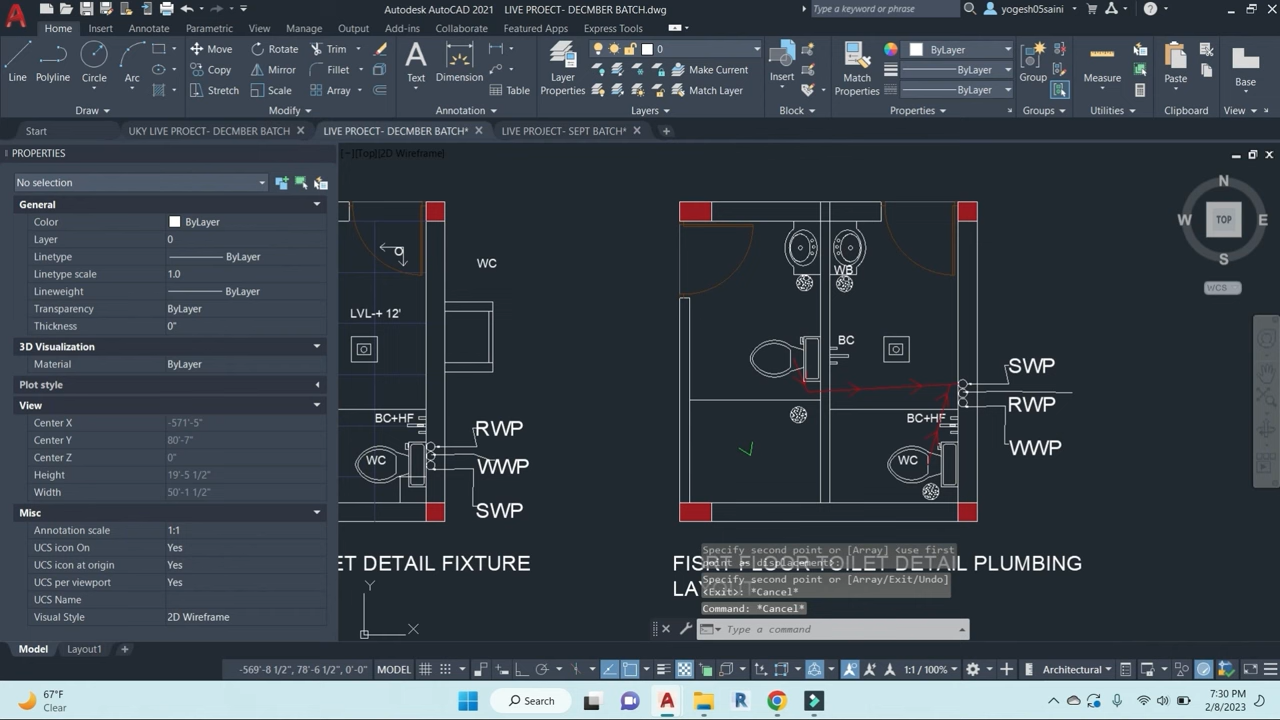 Autodesk AutoCAD 2021 LIVE PROECT- DECMBER BATCH.dwg
Type a keyword or phrase
yogesh05saini
Home Insert Annotate Parametric View Manage Output Add-ins Collaborate Featured Apps Express Tools
Line Polyline Circle Arc
Move Rotate Trim
Copy Mirror Fillet
Stretch Scale Array
Text Dimension Table
Layer Properties
0
Make Current
Match Layer
Insert
Match Properties
ByLayer
ByLayer
ByLayer
Group Measure Paste Base
Draw Modify Annotation Layers Block Properties Groups Utilities Clipboard View
Start UKY LIVE PROECT- DECMBER BATCH LIVE PROECT- DECMBER BATCH* LIVE PROJECT- SEPT BATCH*
PROPERTIES
[−][Top][2D Wireframe]
No selection
General
Color ByLayer
Layer 0
Linetype ByLayer
Linetype scale 1.0
Lineweight ByLayer
Transparency ByLayer
Thickness 0"
3D Visualization
Material ByLayer
Plot style
View
Center X -571'-5"
Center Y 80'-7"
Center Z 0"
Height 19'-5 1/2"
Width 50'-1 1/2"
Misc
Annotation scale 1:1
UCS icon On Yes
UCS icon at origin Yes
UCS per viewport Yes
UCS Name
Visual Style 2D Wireframe
WC
LVL-+ 12'
BC+HF
WC
RWP
WWP
SWP
ET DETAIL FIXTURE
WB
BC
BC+HF
WC
SWP
RWP
WWP
FISRT FLOOR TOILET DETAIL PLUMBING
N
W TOP E
S
WCS
Y
X
Specify second point or [Array] <use first
point as displacement>:
Specify second point or [Array/Exit/Undo]
<Exit>: *Cancel*
Command: *Cancel*
Type a command
Model Layout1
-569'-8 1/2", 78'-6 1/2", 0'-0" MODEL 1:1 / 100% Architectural
67°F
Clear
Search
7:30 PM
2/8/2023